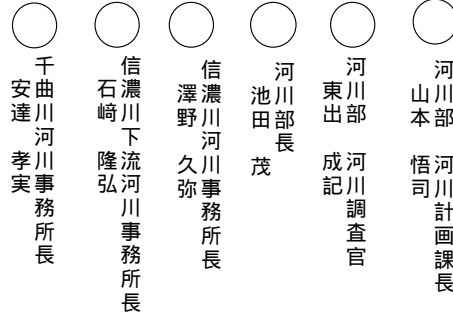 河川部 河川計画課長
山本 悟司
河川部 河川調査官
東出 成記
河川部長
池田 茂
信濃川河川事務所長
澤野 久弥
信濃川下流河川事務所長
石﨑 隆弘
千曲川河川事務所長
安達 孝実